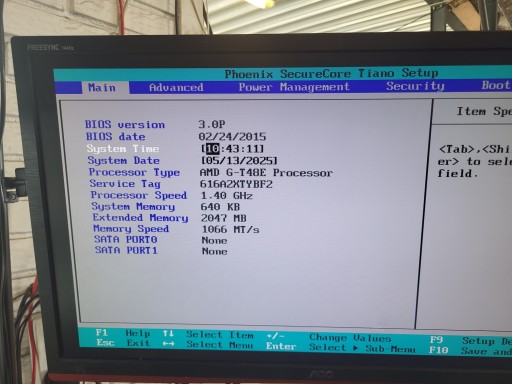 FREESYNC
Phoenix SecureCore Tiano Setup
Main Advanced Power Management Security Boot
Item Spe
BIOS version 3.0P
BIOS date 02/24/2015
System Time [10:43:11]
System Date [05/13/2025]
Processor Type AMD G-T48E Processor
Service Tag 616A2XTYBF2
Processor Speed 1.40 GHz
System Memory 640 KB
Extended Memory 2047 MB
Memory Speed 1066 MT/s
SATA PORT0 None
SATA PORT1 None
<Tab>,<Shi
er> to sele
field.
F1 Help ↑↓ Select Item +/- Change Values F9 Setup De
Esc Exit ↔ Select Menu Enter Select ▸ Sub-Menu F10 Save and
AOC